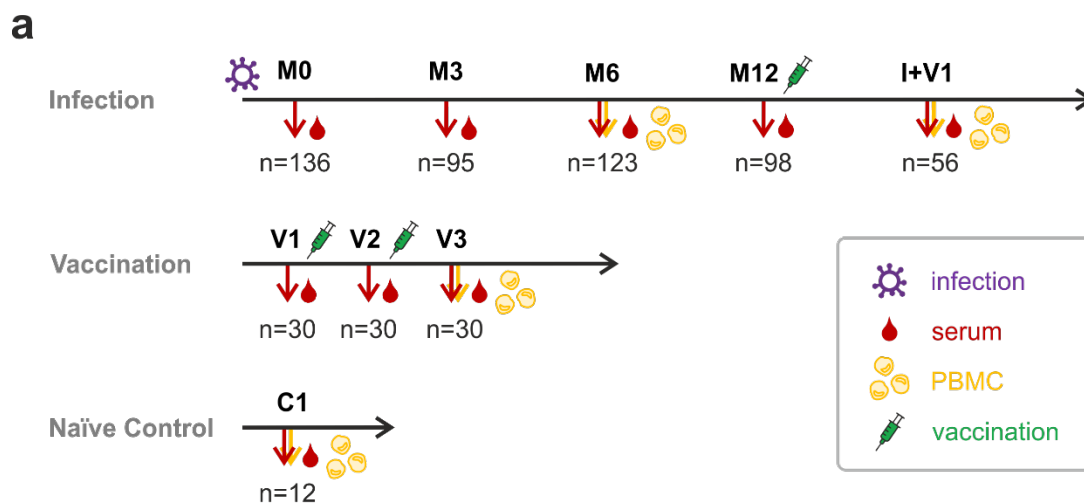 a
M0 M3 M6 M12 I+V1
Infection
n=136 n=95 n=123 n=98 n=56
V1 V2 V3
Vaccination
n=30 n=30 n=30
C1
Naïve Control
n=12
infection
serum
PBMC
vaccination